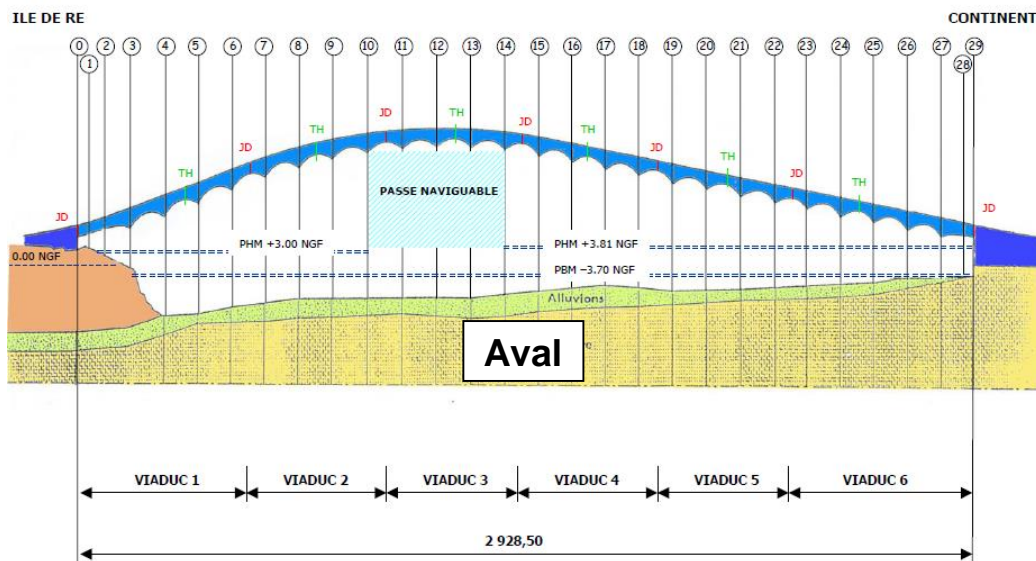 ILE DE RE CONTINENT
0 2 3 4 5 6 7 8 9 10 11 12 13 14 15 16 17 18 19 20 21 22 23 24 25 26 27 29
1 28
TH TH
JD JD
JD TH JD
TH TH JD
PASSE NAVIGUABLE TH
JD JD
PHM +3.00 NGF PHM +3.81 NGF
0.00 NGF
PBM −3.70 NGF
Alluvions
Aval
VIADUC 1 VIADUC 2 VIADUC 3 VIADUC 4 VIADUC 5 VIADUC 6
2 928,50